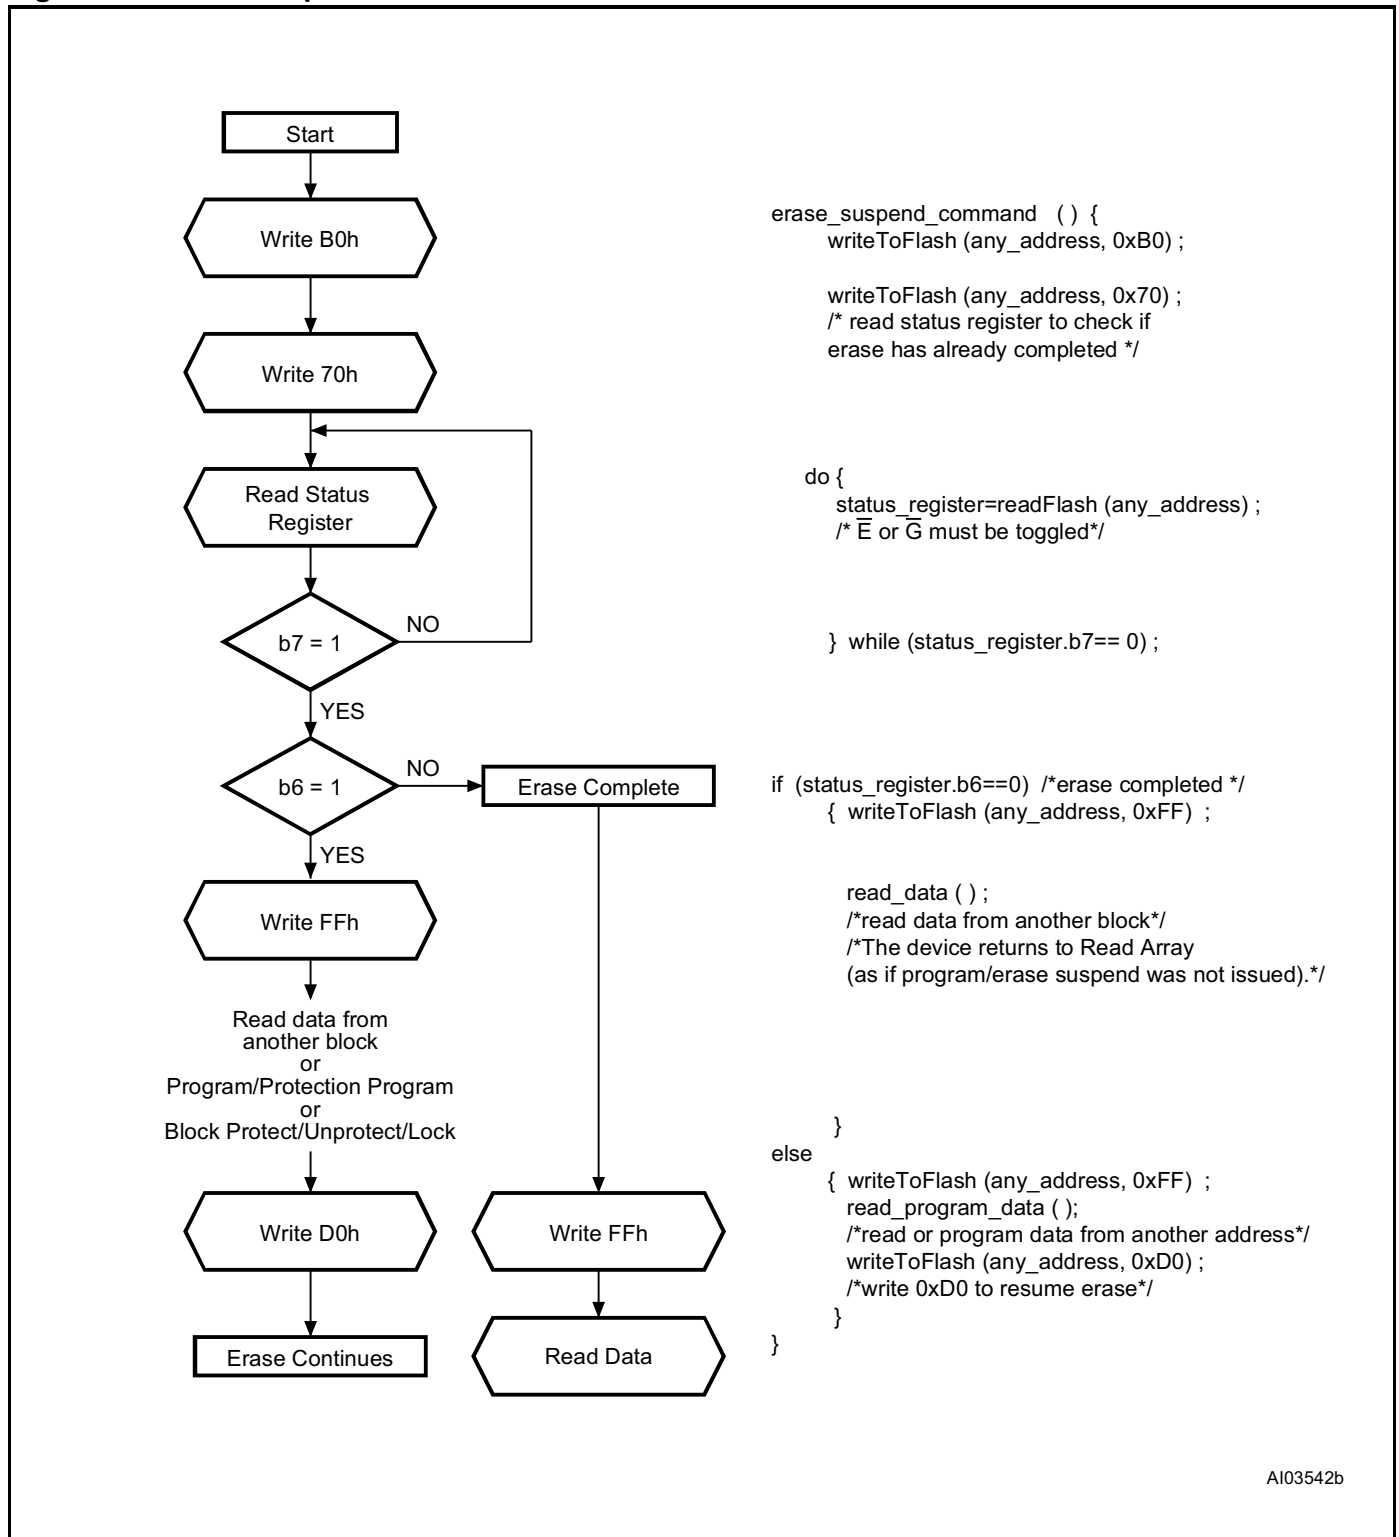 Start
Write B0h
Write 70h
Read Status
Register
NO
b7 = 1
YES
NO
b6 = 1
Erase Complete
YES
Write FFh
Read data from
another block
or
Program/Protection Program
or
Block Protect/Unprotect/Lock
Write D0h
Write FFh
Erase Continues
Read Data
erase_suspend_command ( ) {
writeToFlash (any_address, 0xB0) ;
writeToFlash (any_address, 0x70) ;
/* read status register to check if
erase has already completed */
do {
status_register=readFlash (any_address) ;
/* E̅ or G̅ must be toggled*/
} while (status_register.b7== 0) ;
if (status_register.b6==0) /*erase completed */
{ writeToFlash (any_address, 0xFF) ;
read_data ( ) ;
/*read data from another block*/
/*The device returns to Read Array
(as if program/erase suspend was not issued).*/
}
else
{ writeToFlash (any_address, 0xFF) ;
read_program_data ( );
/*read or program data from another address*/
writeToFlash (any_address, 0xD0) ;
/*write 0xD0 to resume erase*/
}
}
AI03542b